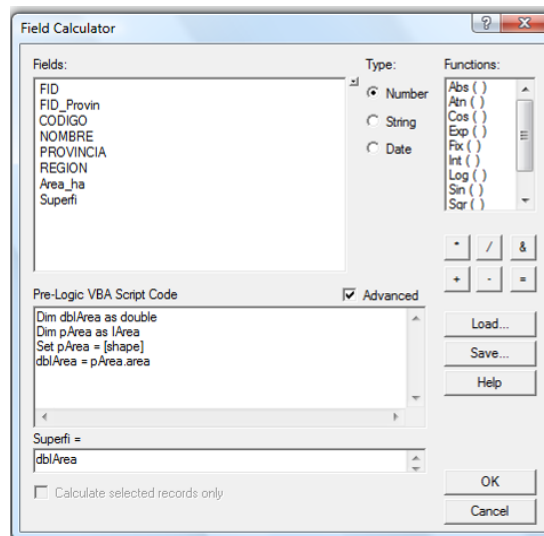 Field Calculator
Fields:
FID
FID_Provin
CODIGO
NOMBRE
PROVINCIA
REGION
Area_ha
Superfi
Type:
Number
String
Date
Functions:
Abs ( )
Atn ( )
Cos ( )
Exp ( )
Fix ( )
Int ( )
Log ( )
Sin ( )
Sqr ( )
* / &
+ - =
Pre-Logic VBA Script Code
Advanced
Dim dblArea as double
Dim pArea as IArea
Set pArea = [shape]
dblArea = pArea.area
Load...
Save...
Help
Superfi =
dblArea
Calculate selected records only
OK
Cancel